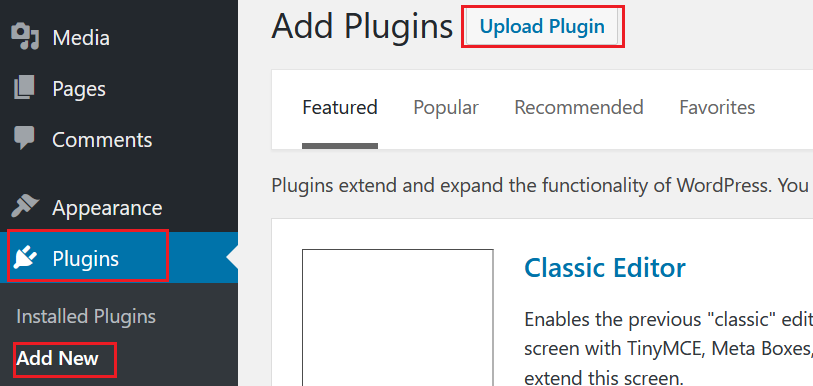 Media
Pages
Comments
Appearance
Plugins
Installed Plugins
Add New
Add Plugins Upload Plugin
Featured Popular Recommended Favorites
Plugins extend and expand the functionality of WordPress. You
Classic Editor
Enables the previous "classic" edit
screen with TinyMCE, Meta Boxes,
extend this screen.